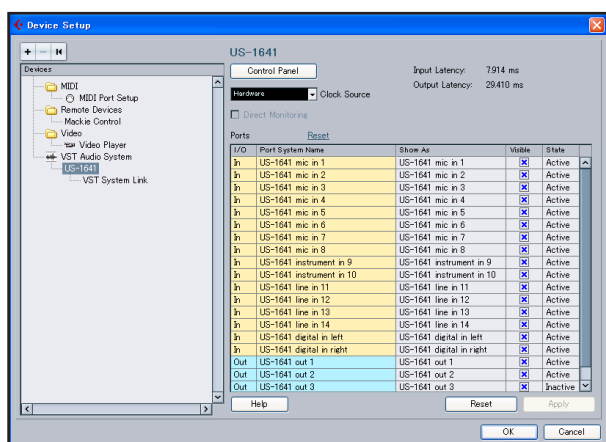 Device Setup
US-1641
Devices
Control Panel
Input Latency: 7.914 ms
MIDI
Hardware
Clock Source
Output Latency: 29.410 ms
MIDI Port Setup
Remote Devices
Direct Monitoring
Mackie Control
Video
Ports Reset
Video Player
I/O Port System Name Show As Visible State
VST Audio System
US-1641
VST System Link
In US-1641 mic in 1 US-1641 mic in 1 Active
In US-1641 mic in 2 US-1641 mic in 2 Active
In US-1641 mic in 3 US-1641 mic in 3 Active
In US-1641 mic in 4 US-1641 mic in 4 Active
In US-1641 mic in 5 US-1641 mic in 5 Active
In US-1641 mic in 6 US-1641 mic in 6 Active
In US-1641 mic in 7 US-1641 mic in 7 Active
In US-1641 mic in 8 US-1641 mic in 8 Active
In US-1641 instrument in 9 US-1641 instrument in 9 Active
In US-1641 instrument in 10 US-1641 instrument in 10 Active
In US-1641 line in 11 US-1641 line in 11 Active
In US-1641 line in 12 US-1641 line in 12 Active
In US-1641 line in 13 US-1641 line in 13 Active
In US-1641 line in 14 US-1641 line in 14 Active
In US-1641 digital in left US-1641 digital in left Active
In US-1641 digital in right US-1641 digital in right Active
Out US-1641 out 1 US-1641 out 1 Active
Out US-1641 out 2 US-1641 out 2 Active
Out US-1641 out 3 US-1641 out 3 Inactive
Help Reset Apply
OK Cancel